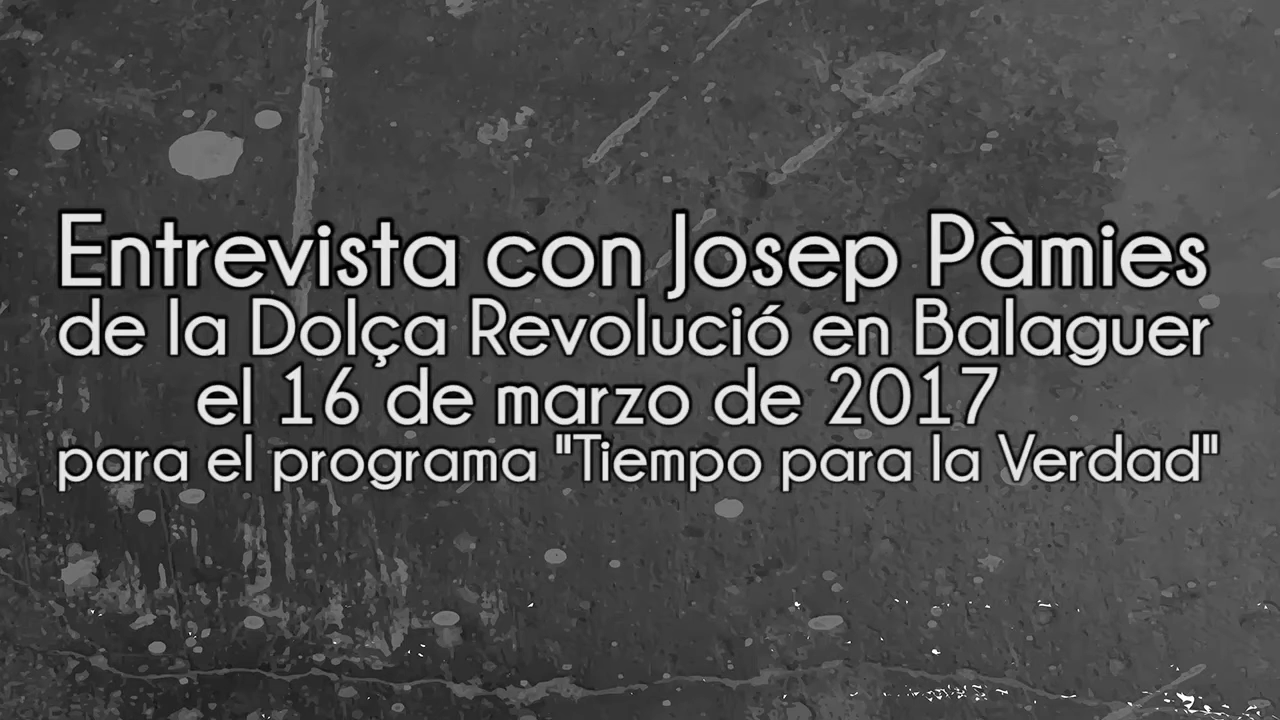 Entrevista con Josep Pàmies
de la Dolça Revolució en Balaguer
el 16 de marzo de 2017
para el programa "Tiempo para la Verdad"